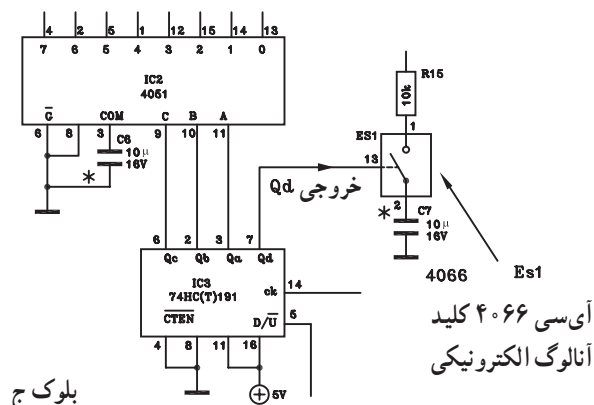 4 2 5 1 12 15 14 13
7 6 5 4 3 2 1 0
IC2
4051
G COM C B A
6 8 3 9 10 11
C6
10 μ
16V
*
R15
10k
1
ES1
13
2
*
C7
10 μ
16V
خروجی Qd
4066 Es1
آی‌سی ۴۰۶۶ کلید
آنالوگ الکترونیکی
6 2 3 7
Qc Qb Qa Qd
IC3
74HC(T)191
ck 14
CTEN
D/U 5
4 8 11 16
5V
بلوک ج